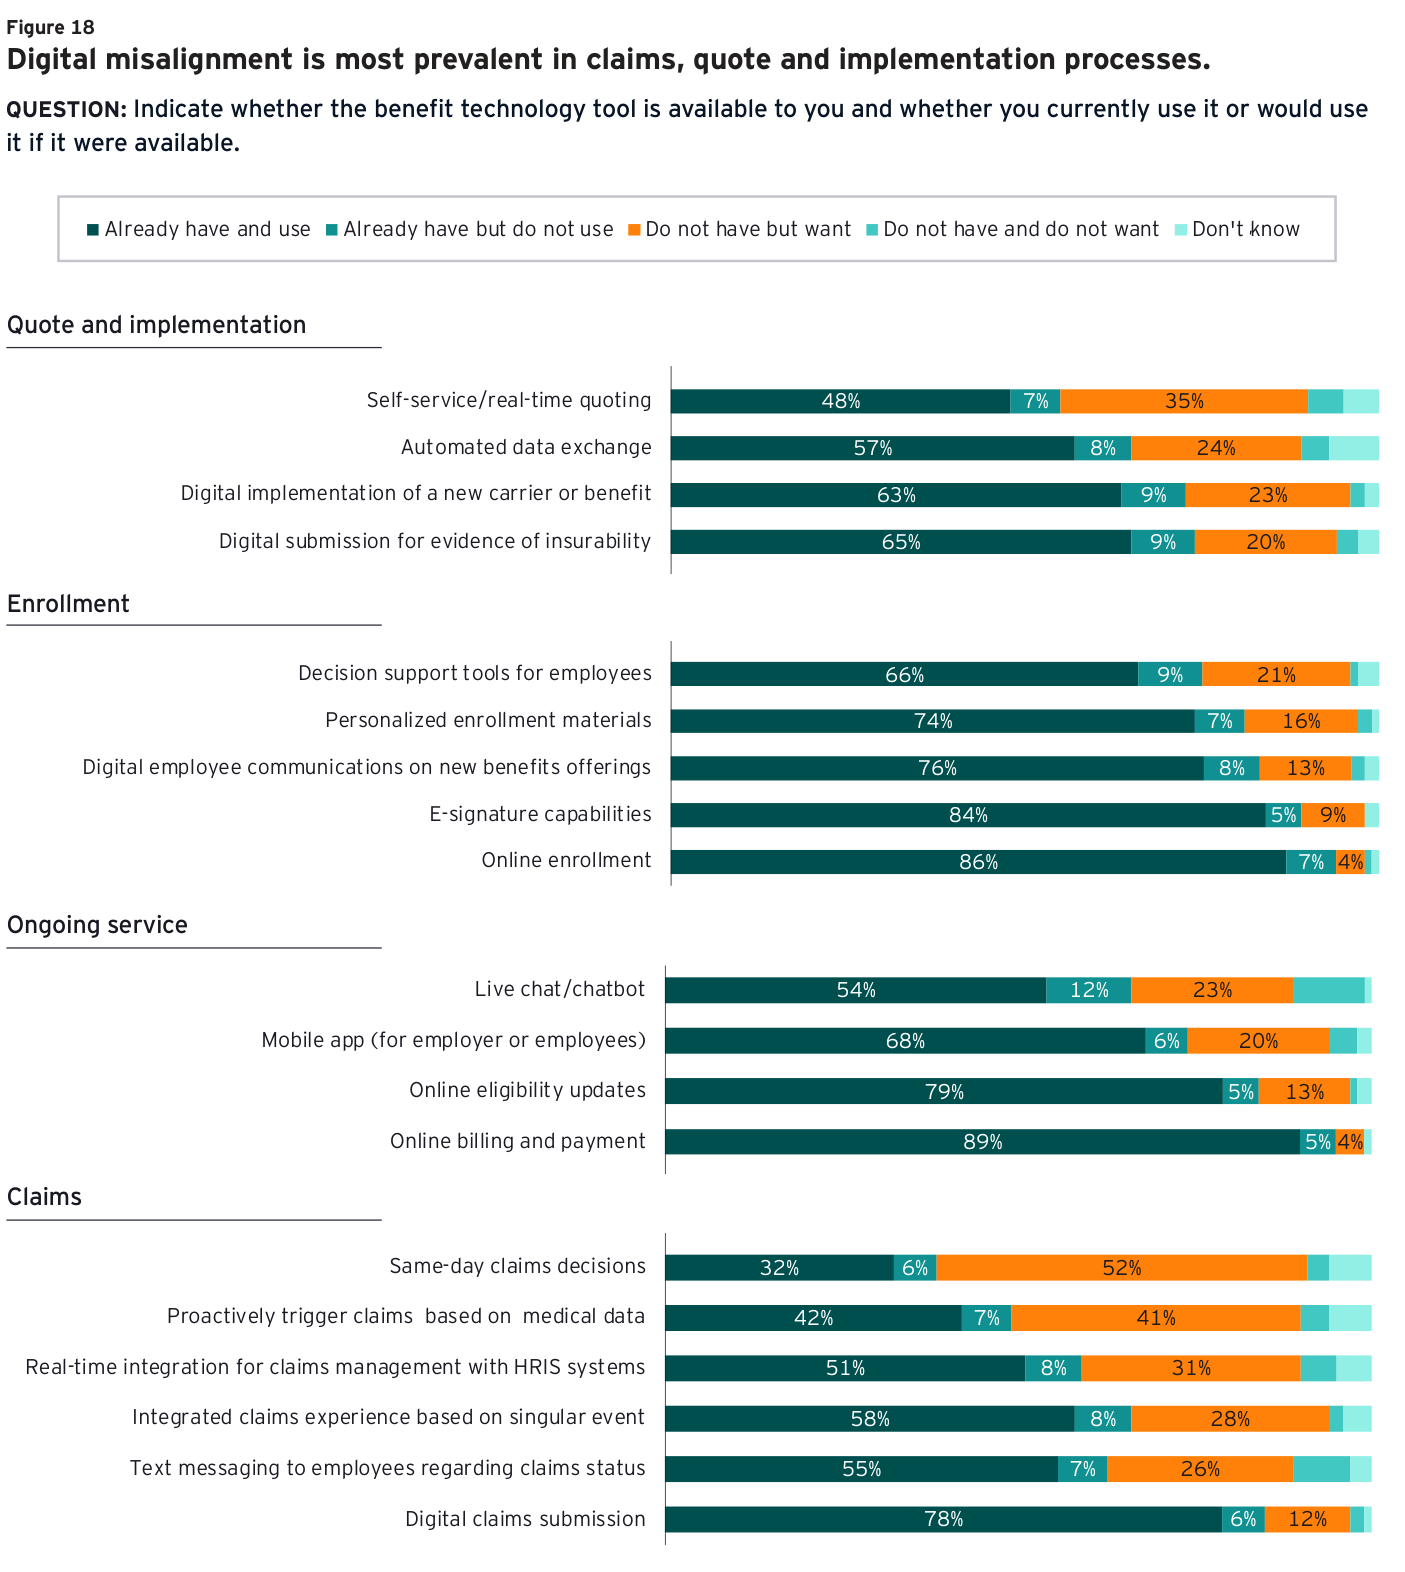 Figure 18
Digital misalignment is most prevalent in claims, quote and implementation processes.
QUESTION: Indicate whether the benefit technology tool is available to you and whether you currently use it or would use
it if it were available.
Already have and use Already have but do not use Do not have but want Do not have and do not want Don't know
Quote and implementation
Self-service/real-time quoting 48% 7% 35%
Automated data exchange 57% 8% 24%
Digital implementation of a new carrier or benefit 63% 9% 23%
Digital submission for evidence of insurability 65% 9% 20%
Enrollment
Decision support tools for employees 66% 9% 21%
Personalized enrollment materials 74% 7% 16%
Digital employee communications on new benefits offerings 76% 8% 13%
E-signature capabilities 84% 5% 9%
Online enrollment 86% 7% 4%
Ongoing service
Live chat/chatbot 54% 12% 23%
Mobile app (for employer or employees) 68% 6% 20%
Online eligibility updates 79% 5% 13%
Online billing and payment 89% 5% 4%
Claims
Same-day claims decisions 32% 6% 52%
Proactively trigger claims based on medical data 42% 7% 41%
Real-time integration for claims management with HRIS systems 51% 8% 31%
Integrated claims experience based on singular event 58% 8% 28%
Text messaging to employees regarding claims status 55% 7% 26%
Digital claims submission 78% 6% 12%